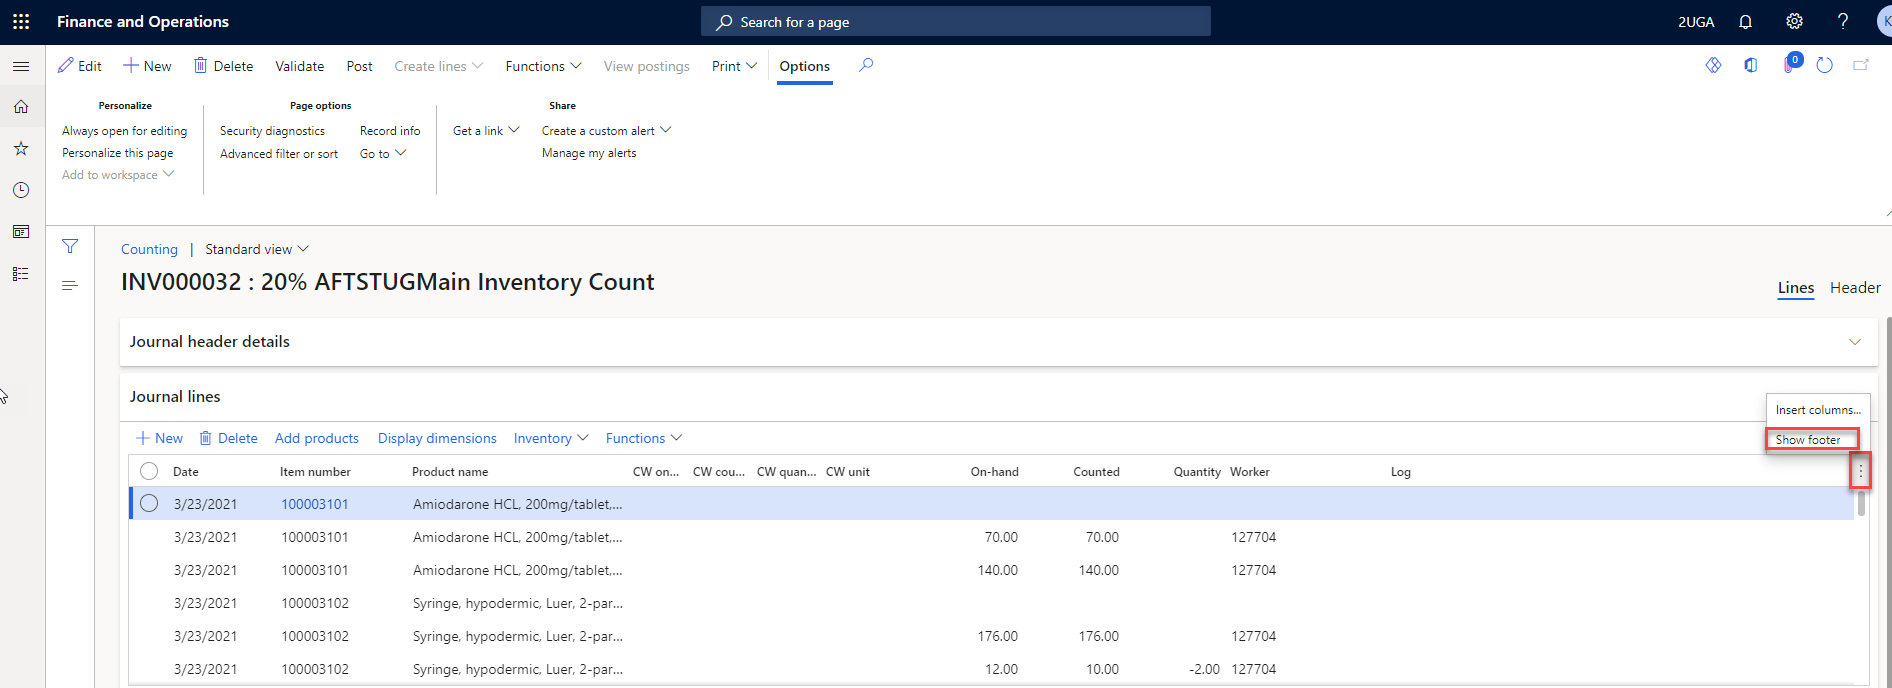 Finance and Operations
Search for a page
2UGA
?
K
Edit
New
Delete
Validate
Post
Create lines
Functions
View postings
Print
Options
0
Personalize
Page options
Share
Always open for editing
Security diagnostics
Record info
Get a link
Create a custom alert
Personalize this page
Advanced filter or sort
Go to
Manage my alerts
Add to workspace
Counting | Standard view
INV000032 : 20% AFTSTUGMain Inventory Count
Lines Header
Journal header details
Journal lines
Insert columns...
Show footer
New Delete Add products Display dimensions Inventory Functions
Date Item number Product name CW on... CW cou... CW quan... CW unit On-hand Counted Quantity Worker Log
3/23/2021 100003101 Amiodarone HCL, 200mg/tablet,...
3/23/2021 100003101 Amiodarone HCL, 200mg/tablet,... 70.00 70.00 127704
3/23/2021 100003101 Amiodarone HCL, 200mg/tablet,... 140.00 140.00 127704
3/23/2021 100003102 Syringe, hypodermic, Luer, 2-par...
3/23/2021 100003102 Syringe, hypodermic, Luer, 2-par... 176.00 176.00 127704
3/23/2021 100003102 Syringe, hypodermic, Luer, 2-par... 12.00 10.00 -2.00 127704